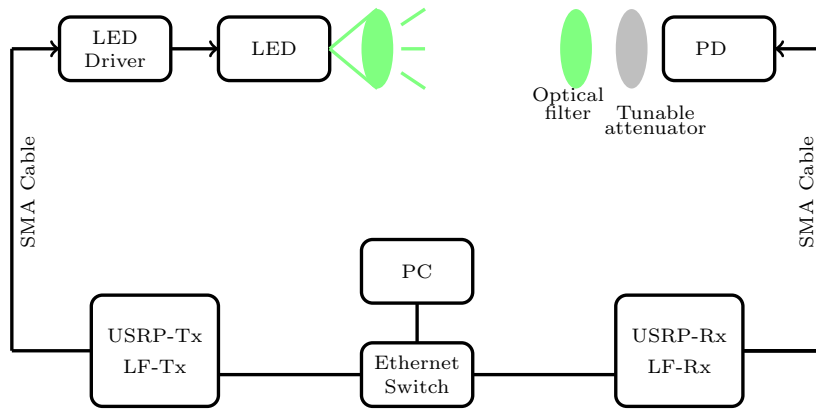 LED
Driver
LED
PD
Optical
filter
Tunable
attenuator
SMA Cable
SMA Cable
PC
USRP-Tx
LF-Tx
Ethernet
Switch
USRP-Rx
LF-Rx